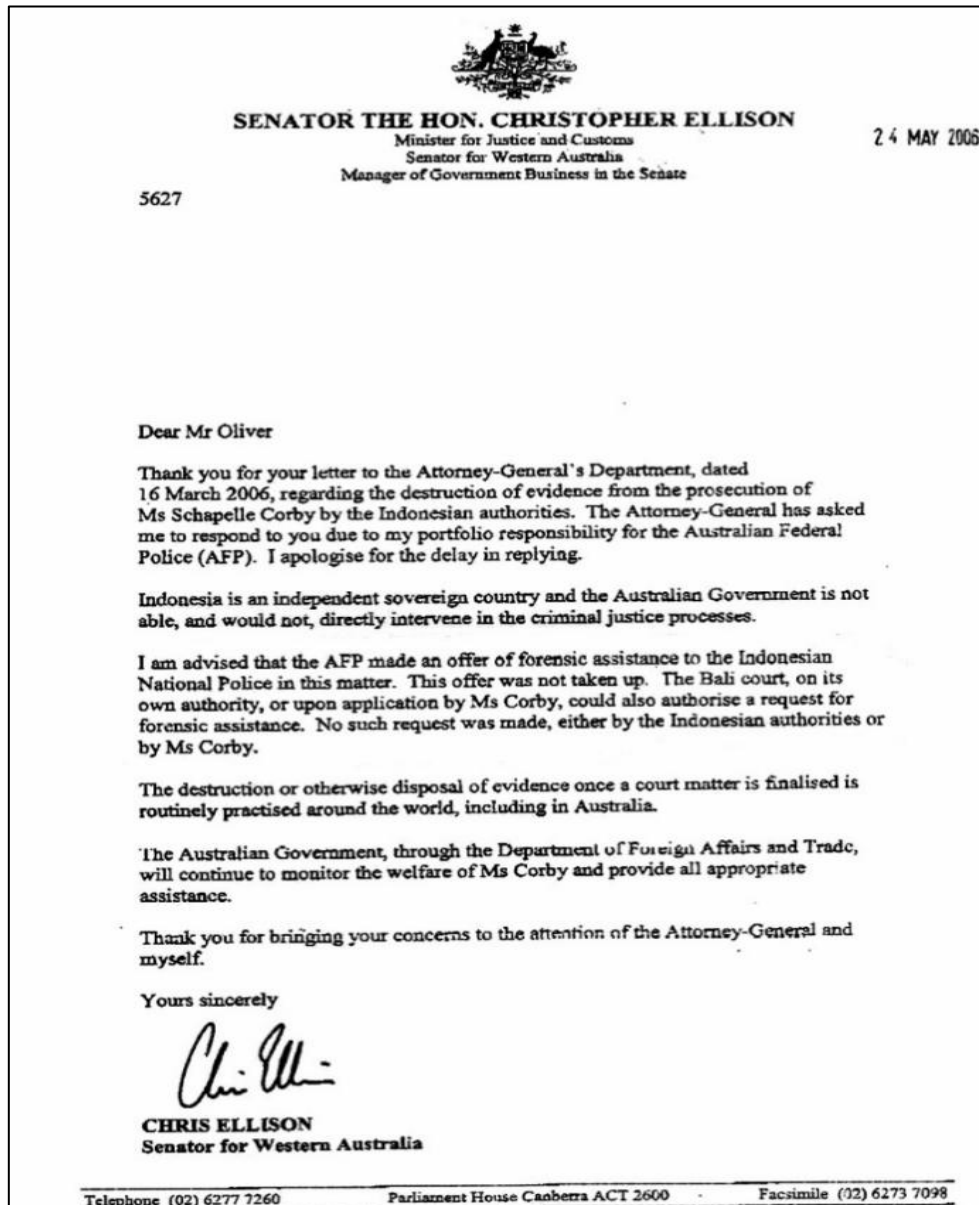 SENATOR THE HON. CHRISTOPHER ELLISON
Minister for Justice and Customs
Senator for Western Australia
Manager of Government Business in the Senate
24 MAY 2006
5627
Dear Mr Oliver
Thank you for your letter to the Attorney-General's Department, dated
16 March 2006, regarding the destruction of evidence from the prosecution of
Ms Schapelle Corby by the Indonesian authorities. The Attorney-General has asked
me to respond to you due to my portfolio responsibility for the Australian Federal
Police (AFP). I apologise for the delay in replying.
Indonesia is an independent sovereign country and the Australian Government is not
able, and would not, directly intervene in the criminal justice processes.
I am advised that the AFP made an offer of forensic assistance to the Indonesian
National Police in this matter. This offer was not taken up. The Bali court, on its
own authority, or upon application by Ms Corby, could also authorise a request for
forensic assistance. No such request was made, either by the Indonesian authorities or
by Ms Corby.
The destruction or otherwise disposal of evidence once a court matter is finalised is
routinely practised around the world, including in Australia.
The Australian Government, through the Department of Foreign Affairs and Trade,
will continue to monitor the welfare of Ms Corby and provide all appropriate
assistance.
Thank you for bringing your concerns to the attention of the Attorney-General and
myself.
Yours sincerely
Chris Ellison
CHRIS ELLISON
Senator for Western Australia
Telephone (02) 6277 7260 Parliament House Canberra ACT 2600 Facsimile (02) 6273 7098